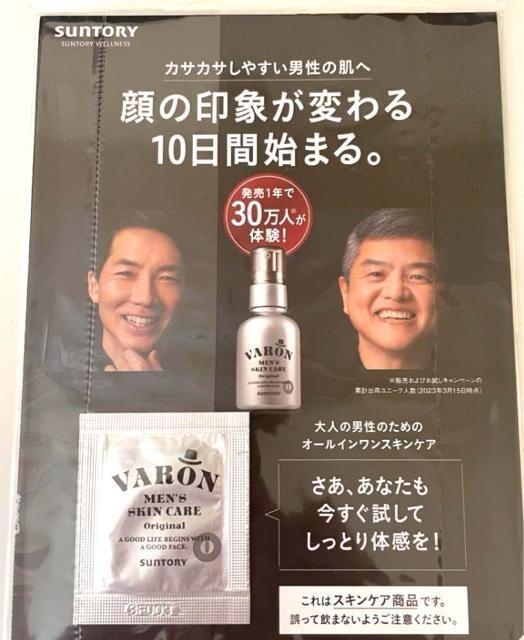 SUNTORY
SUNTORY WELLNESS
カサカサしやすい男性の肌へ
顔の印象が変わる
10日間始まる。
発売1年で
30万人※が
体験!
VARON
MEN'S
SKIN CARE
Original
A GOOD LIFE BEGINS WITH
A GOOD FACE.
SUNTORY
※販売およびお試しキャンペーンの
累計出荷ユニーク人数(2023年3月15日時点)
大人の男性のための
オールインワンスキンケア
VARON
MEN'S
SKIN CARE
Original
A GOOD LIFE BEGINS WITH
A GOOD FACE.
SUNTORY
さあ、あなたも
今すぐ試して
しっとり体感を!
これはスキンケア商品です。
誤って飲まないようご注意ください。